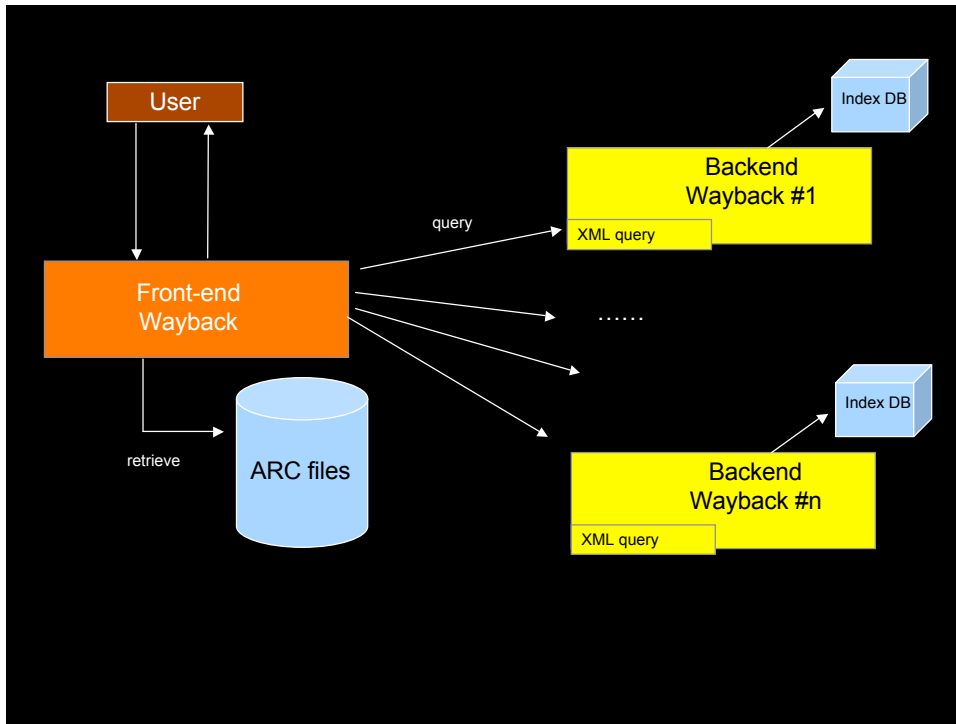 User
Index DB
Backend
Wayback #1
XML query
query
Front-end
Wayback
……
Index DB
retrieve
ARC files
Backend
Wayback #n
XML query